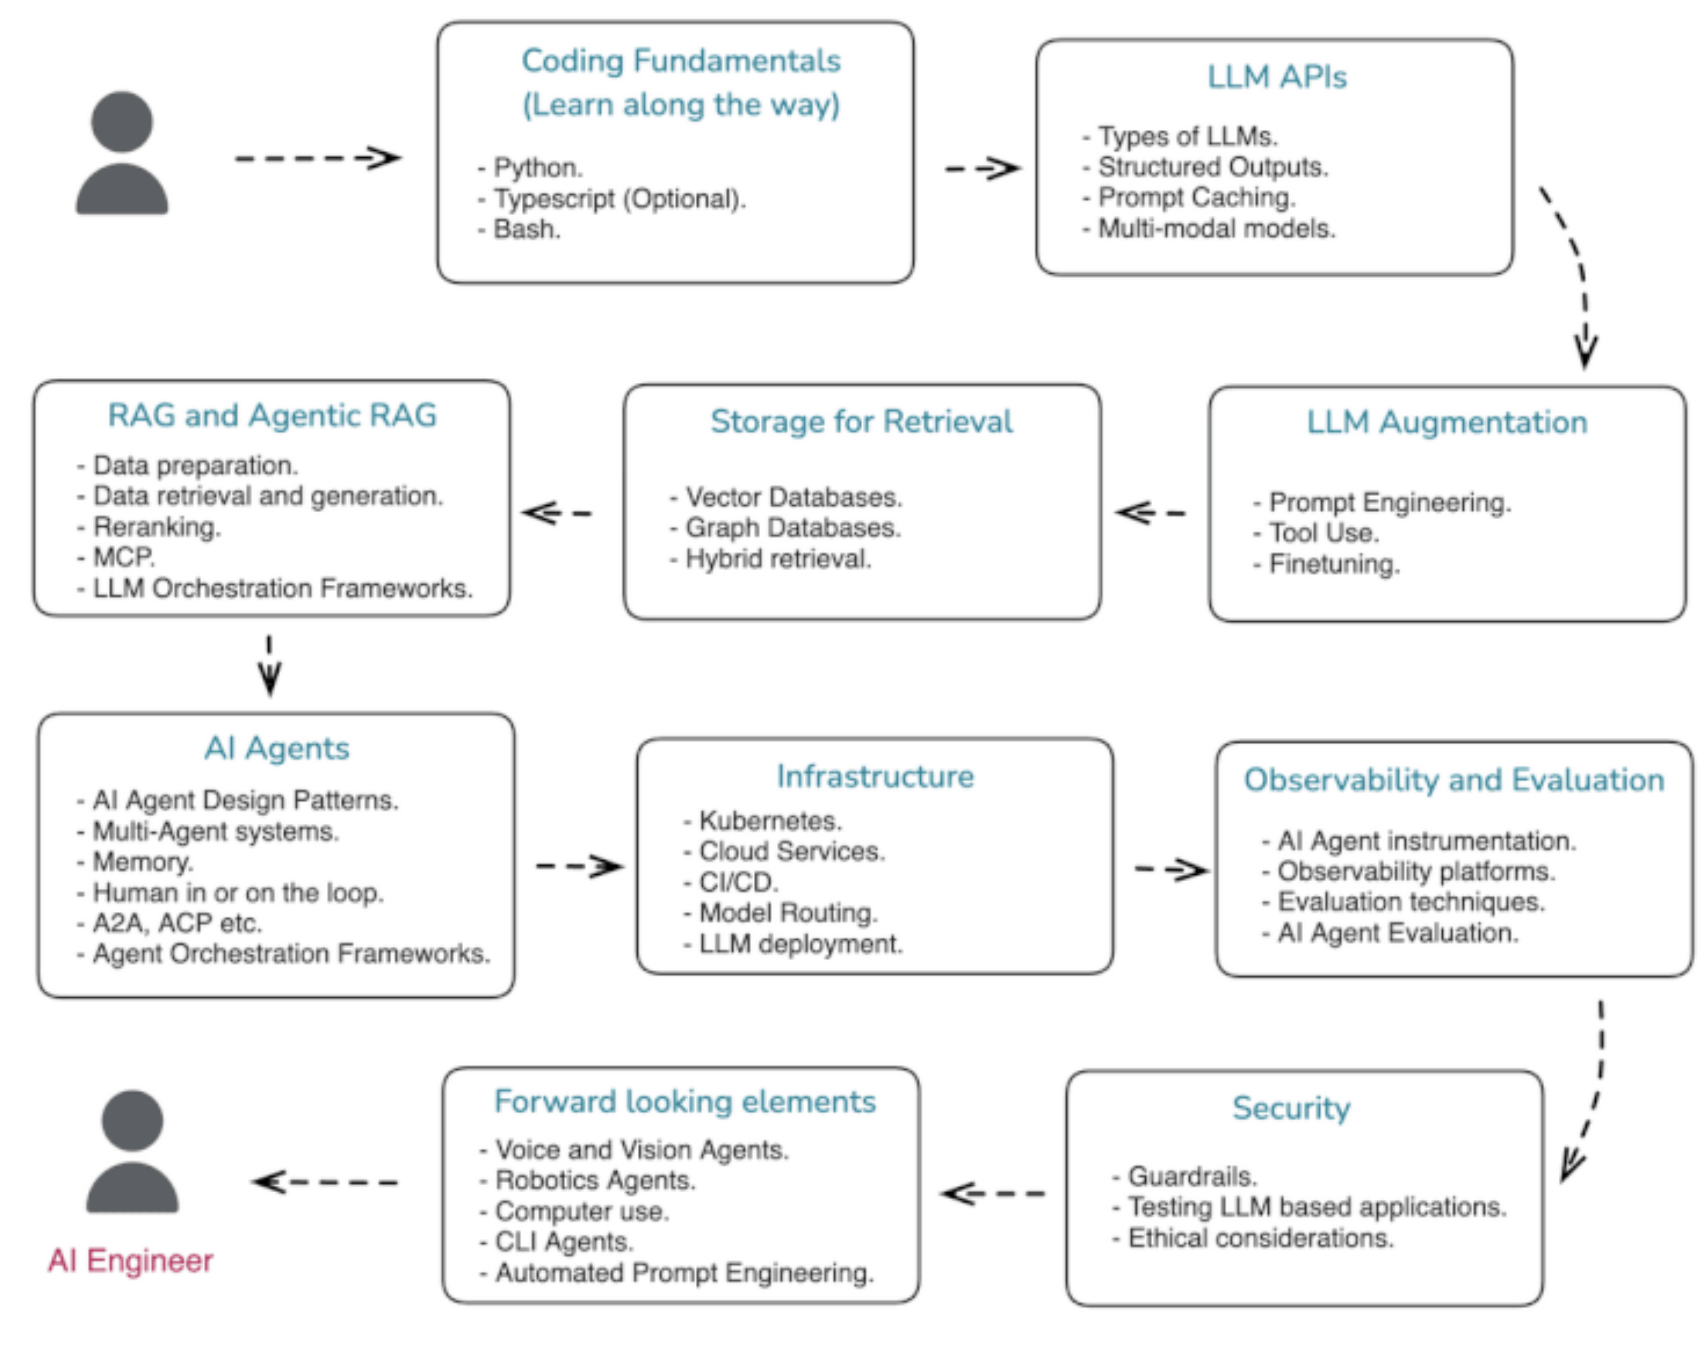 Coding Fundamentals
(Learn along the way)
- Python.
- Typescript (Optional).
- Bash.
LLM APIs
- Types of LLMs.
- Structured Outputs.
- Prompt Caching.
- Multi-modal models.
LLM Augmentation
- Prompt Engineering.
- Tool Use.
- Finetuning.
Storage for Retrieval
- Vector Databases.
- Graph Databases.
- Hybrid retrieval.
RAG and Agentic RAG
- Data preparation.
- Data retrieval and generation.
- Reranking.
- MCP.
- LLM Orchestration Frameworks.
AI Agents
- AI Agent Design Patterns.
- Multi-Agent systems.
- Memory.
- Human in or on the loop.
- A2A, ACP etc.
- Agent Orchestration Frameworks.
Infrastructure
- Kubernetes.
- Cloud Services.
- CI/CD.
- Model Routing.
- LLM deployment.
Observability and Evaluation
- AI Agent instrumentation.
- Observability platforms.
- Evaluation techniques.
- AI Agent Evaluation.
Security
- Guardrails.
- Testing LLM based applications.
- Ethical considerations.
Forward looking elements
- Voice and Vision Agents.
- Robotics Agents.
- Computer use.
- CLI Agents.
- Automated Prompt Engineering.
AI Engineer